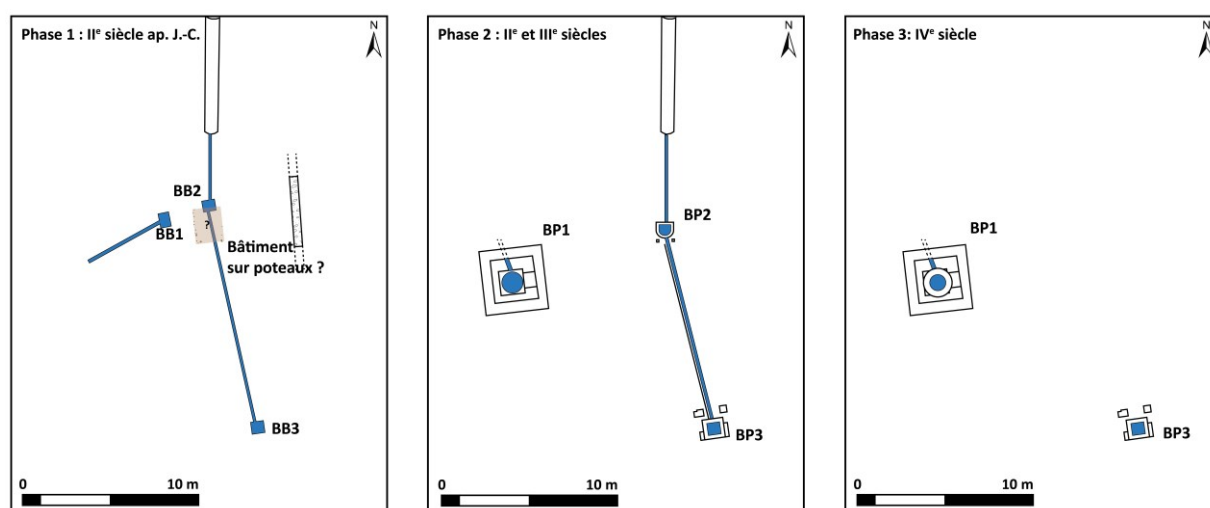 Phase 1 : IIe siècle ap. J.-C.
N
BB2
BB1
?
Bâtiment
sur poteaux ?
BB3
0
10 m
Phase 2 : IIe et IIIe siècles
N
BP2
BP1
BP3
0
10 m
Phase 3: IVe siècle
N
BP1
BP3
0
10 m